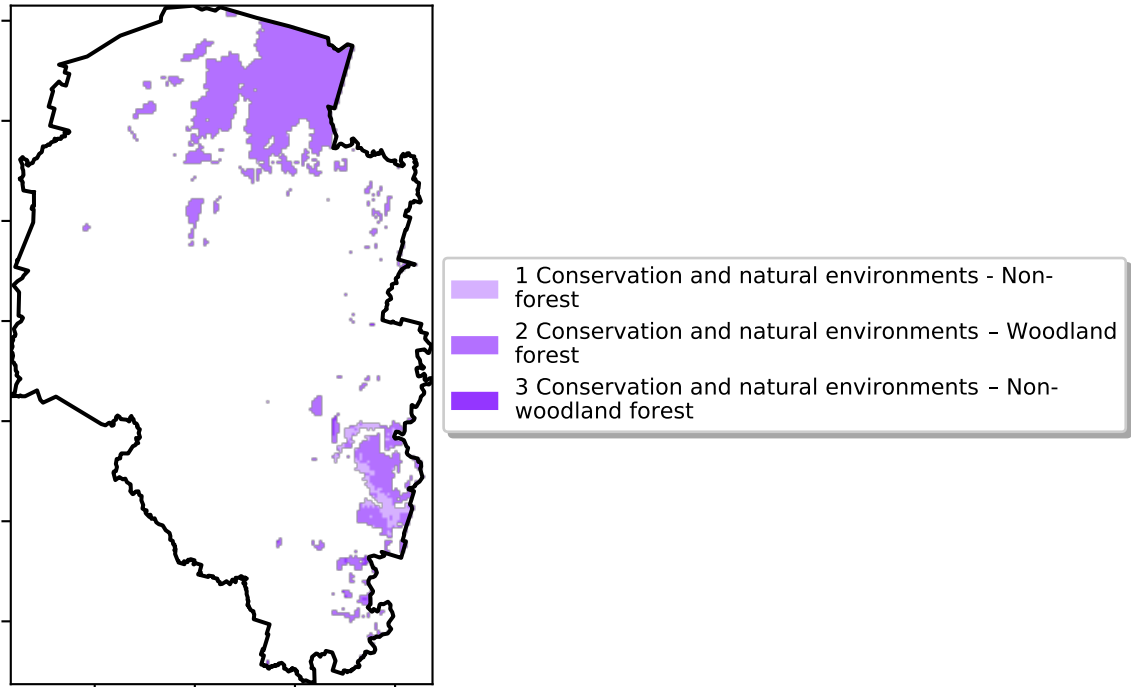 1 Conservation and natural environments - Non-
forest
2 Conservation and natural environments – Woodland
forest
3 Conservation and natural environments – Non-
woodland forest